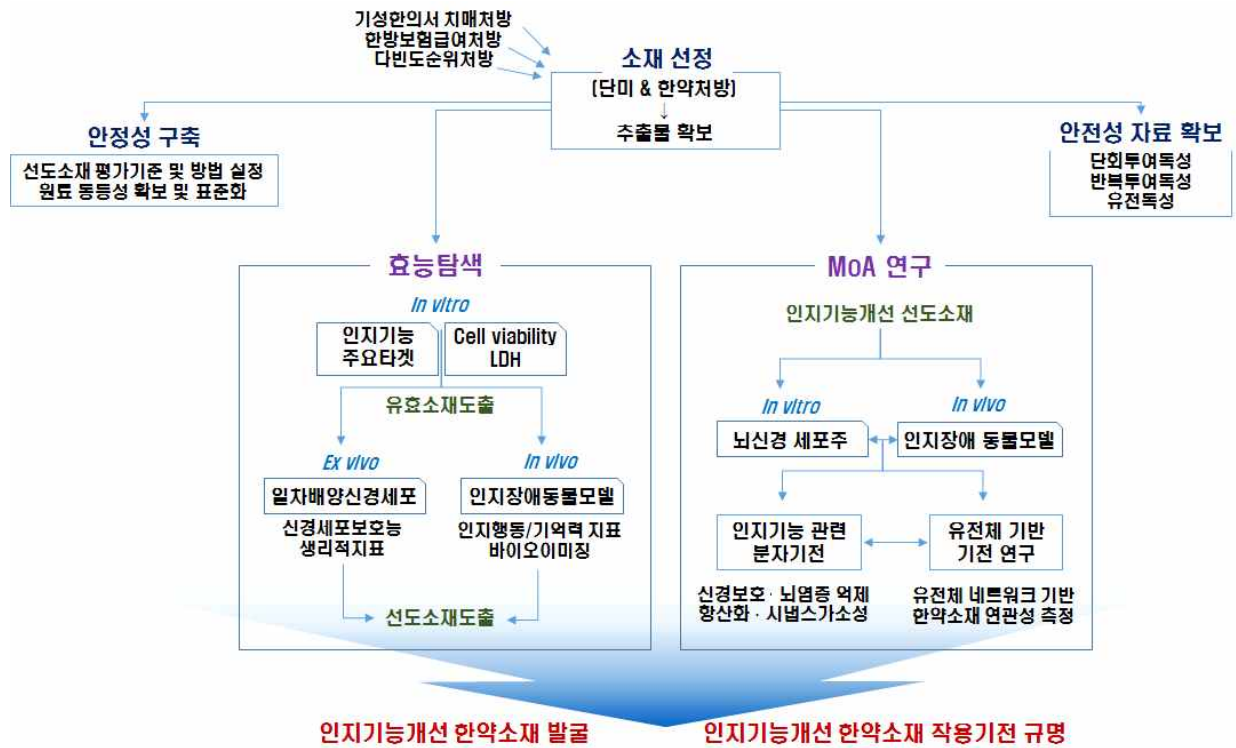 기성한의서 치매처방
한방보험급여처방
다빈도순위처방
소재 선정
(단미 & 한약처방)
↓
추출물 확보
안정성 구축
선도소재 평가기준 및 방법 설정
원료 동등성 확보 및 표준화
안전성 자료 확보
단회투여독성
반복투여독성
유전독성
효능탐색
In vitro
인지기능
주요타겟
Cell viability
LDH
유효소재도출
Ex vivo
일차배양신경세포
신경세포보호능
생리적지표
In vivo
인지장애동물모델
인지행동/기억력 지표
바이오이미징
선도소재도출
MoA 연구
인지기능개선 선도소재
In vitro
뇌신경 세포주
In vivo
인지장애 동물모델
인지기능 관련
분자기전
신경보호 · 뇌염증 억제
항산화 · 시냅스가소성
유전체 기반
기전 연구
유전체 네트워크 기반
한약소재 연관성 측정
인지기능개선 한약소재 발굴
인지기능개선 한약소재 작용기전 규명